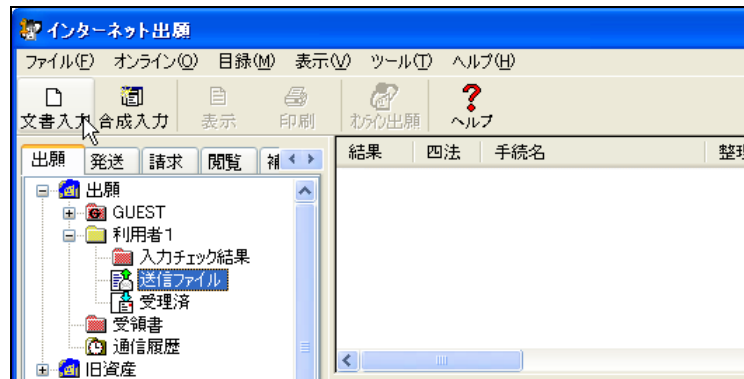 インターネット出願
ファイル(F) オンライン(O) 目録(M) 表示(V) ツール(T) ヘルプ(H)
文書入力 合成入力 表示 印刷 オンライン出願 ヘルプ
出願 発送 請求 閲覧
結果 四法 手続名
出願
GUEST
利用者1
入力チェック結果
送信ファイル
受理済
受領書
通信履歴
旧資産